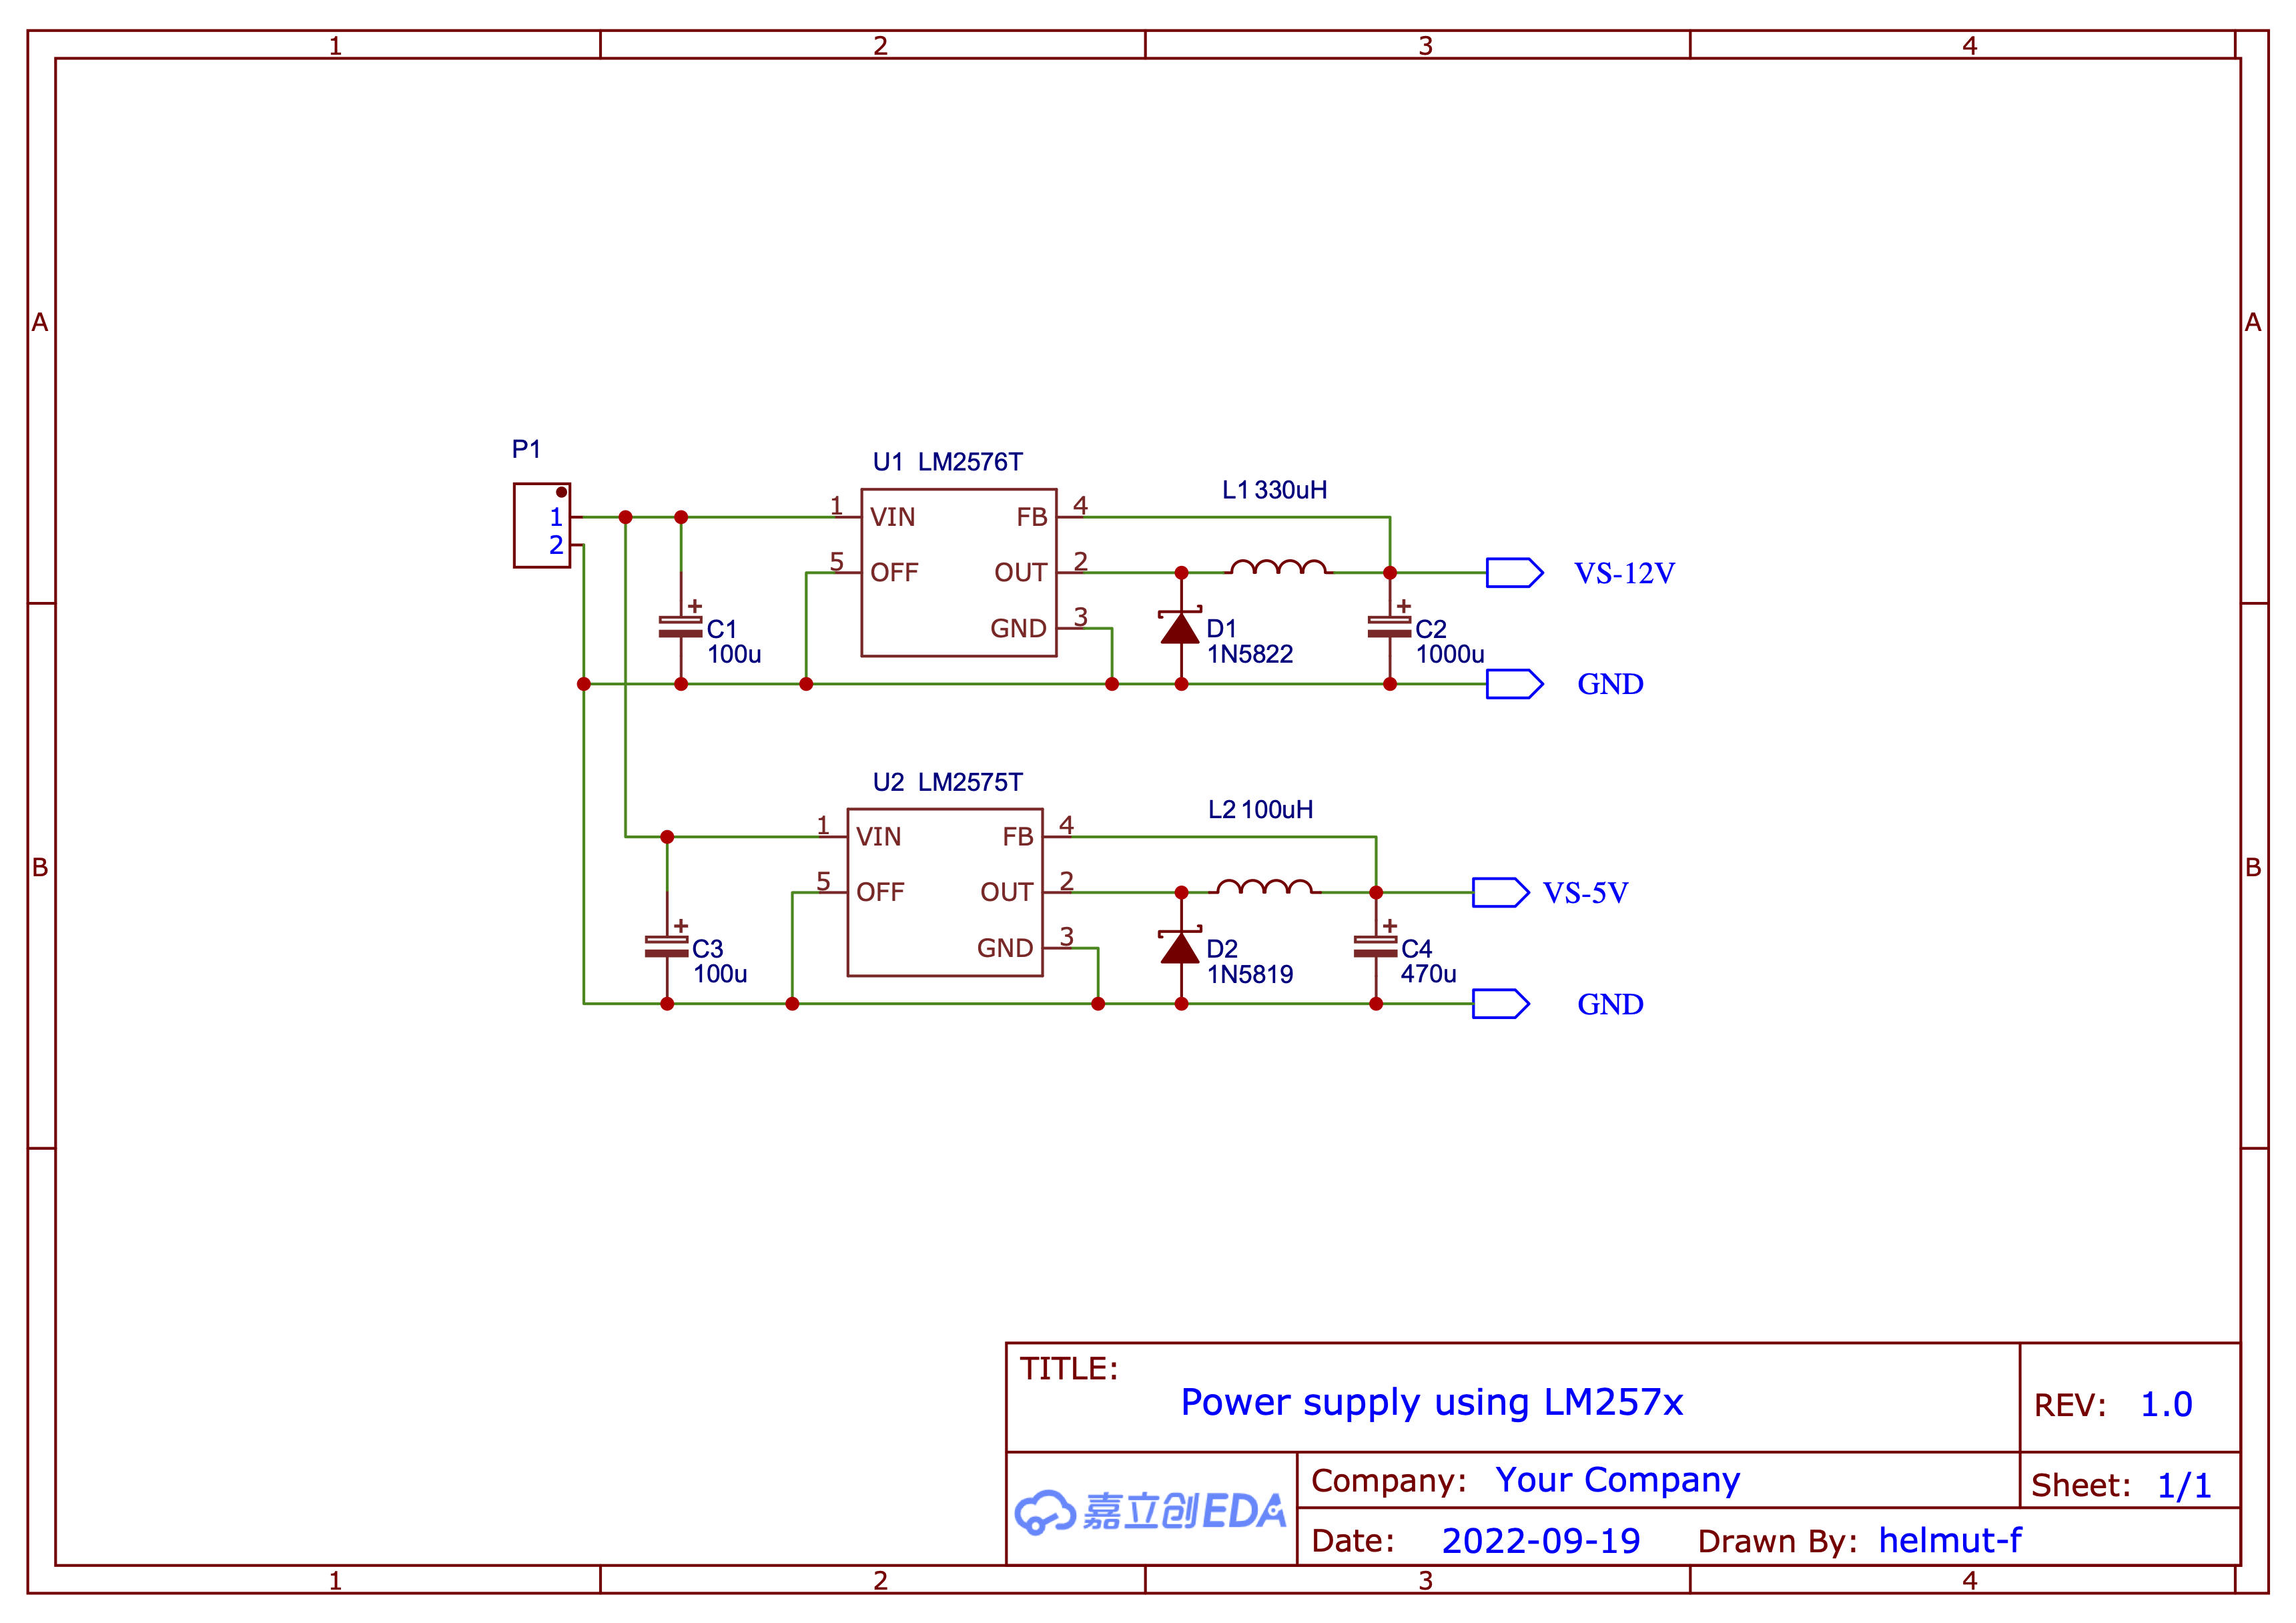 1 2 3 4
A A
P1
U1 LM2576T
L1 330uH
1 VIN FB 4
1
2
5 OFF OUT 2
VS-12V
GND 3
+ C1
100u
D1
1N5822
+ C2
1000u
GND
U2 LM2575T
L2 100uH
1 VIN FB 4
B B
5 OFF OUT 2
VS-5V
GND 3
+ C3
100u
D2
1N5819
+ C4
470u
GND
TITLE:
Power supply using LM257x
REV: 1.0
嘉立创EDA
Company: Your Company
Sheet: 1/1
Date: 2022-09-19 Drawn By: helmut-f
1 2 3 4